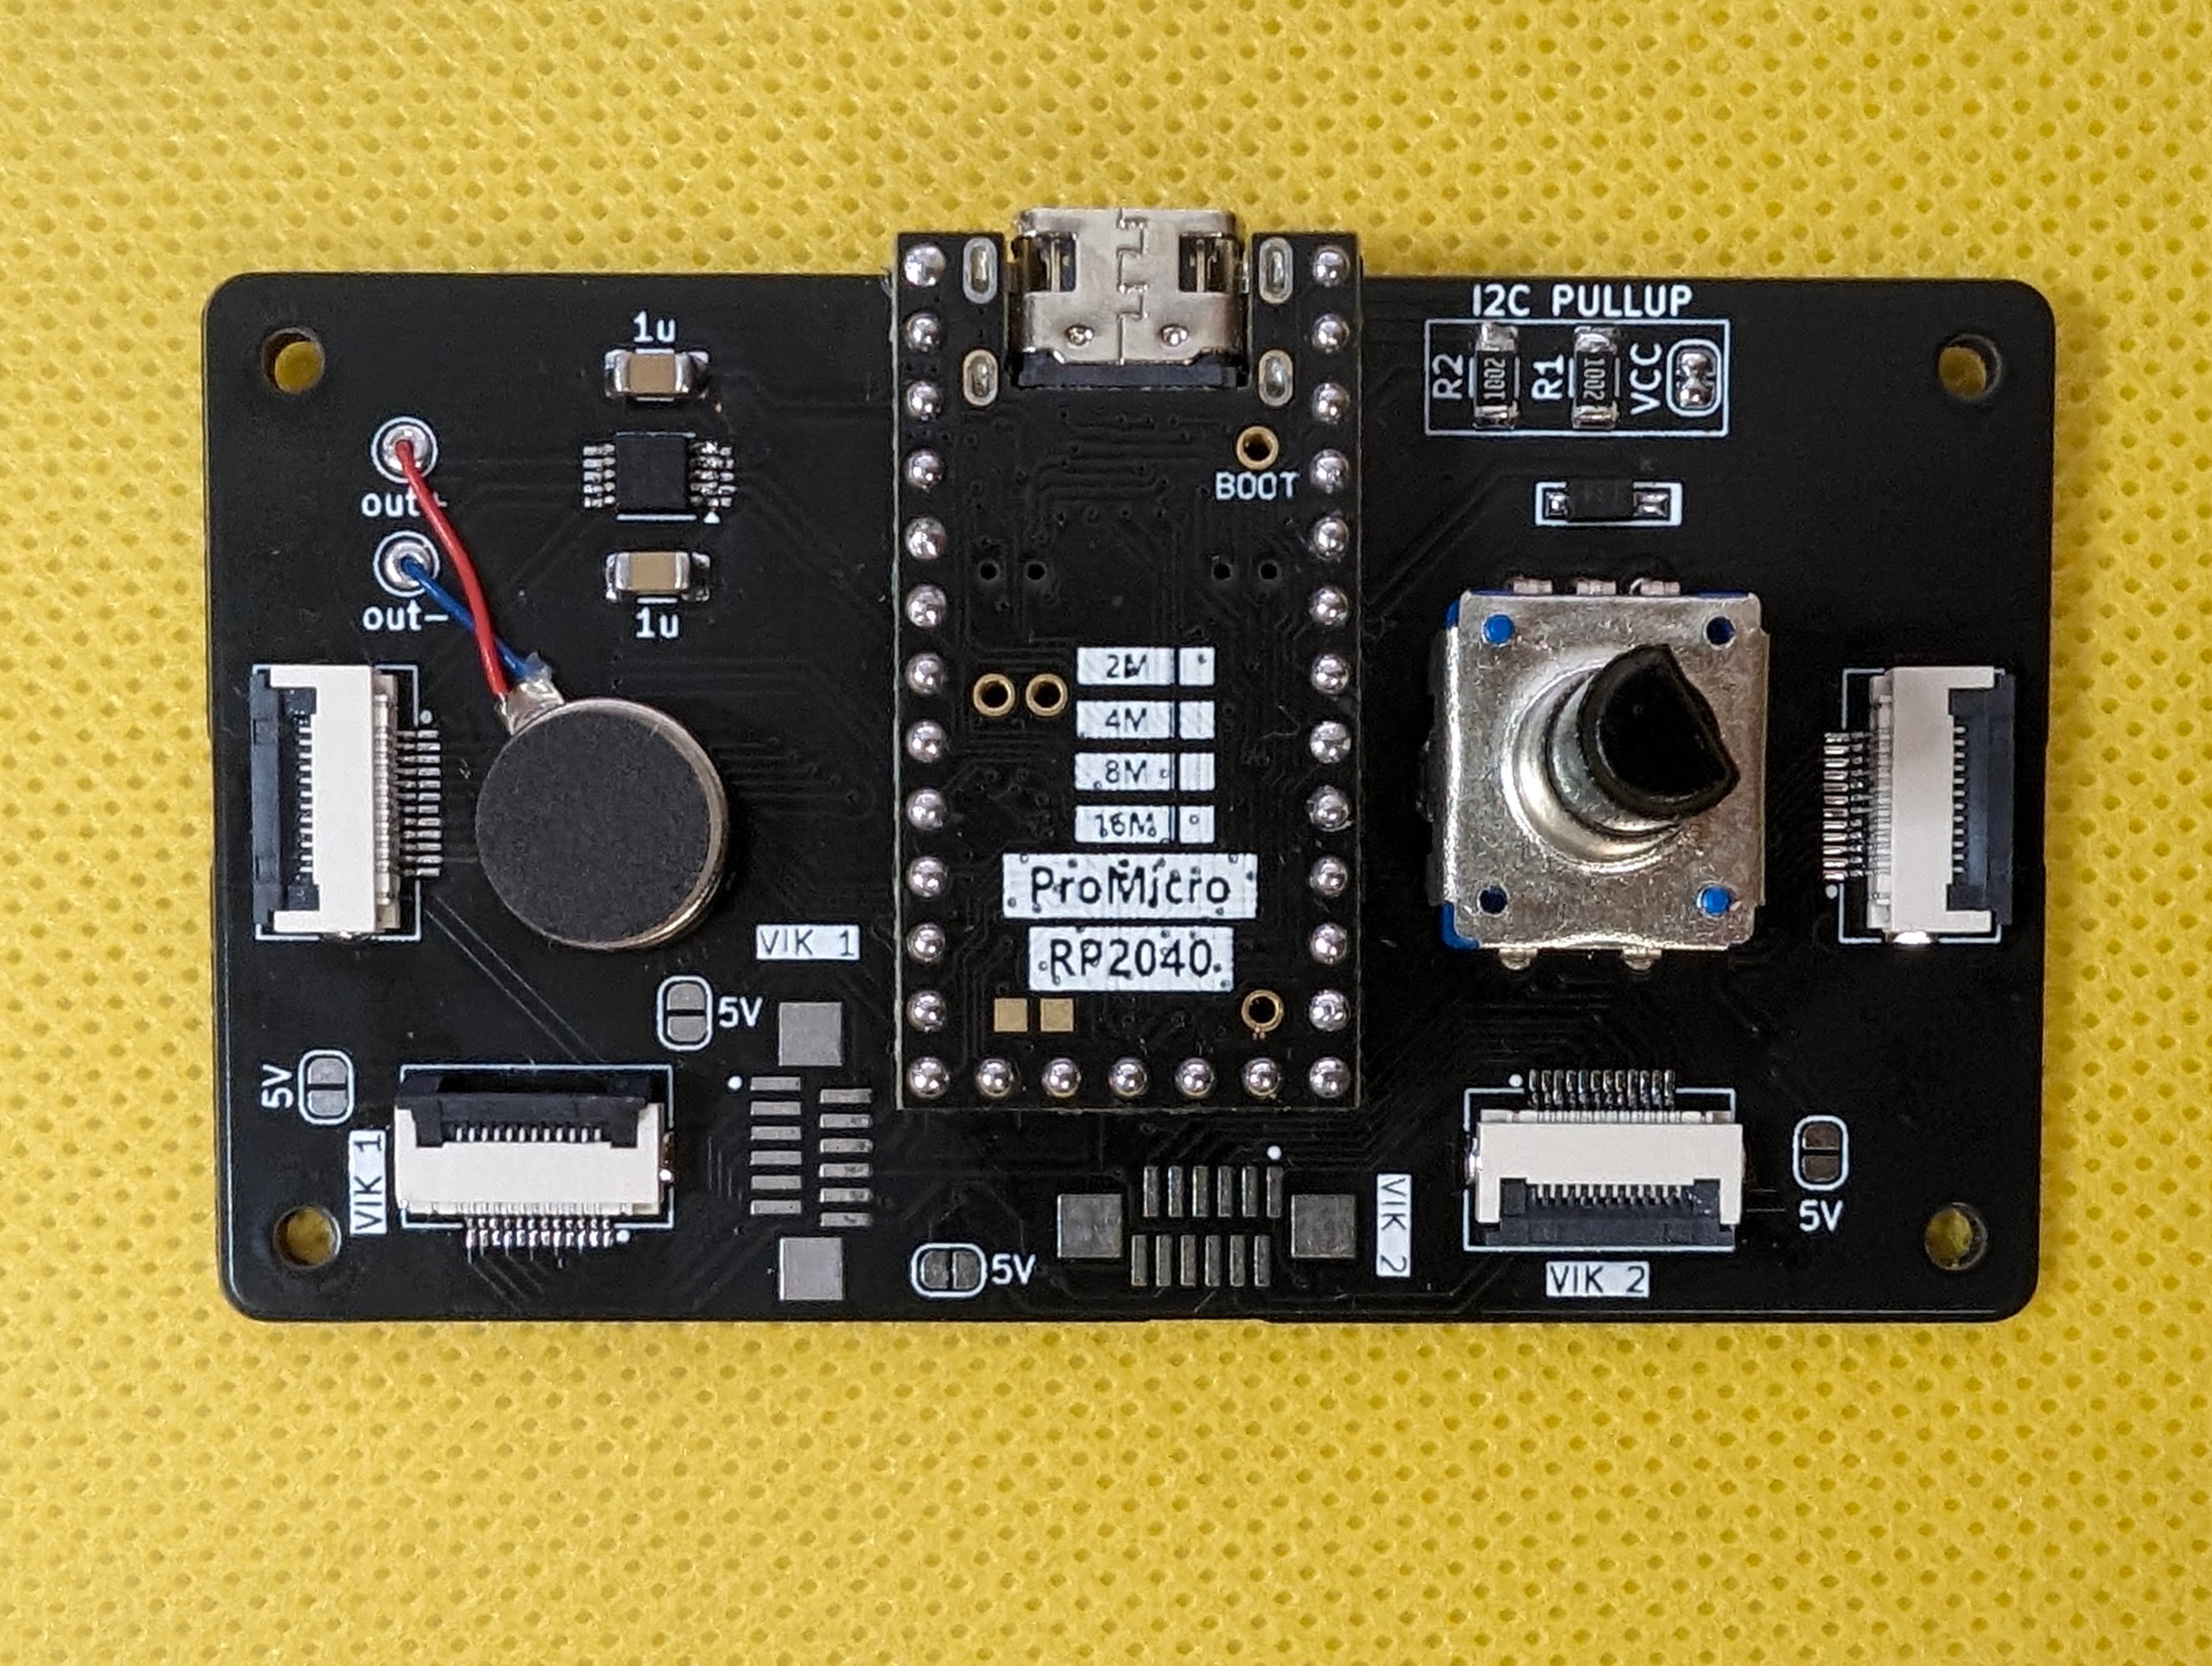 I2C PULLUP
1u
R2
1002
R1
1002
VCC
out+
BOOT
out-
1u
2M
4M
8M
16M
ProMicro
RP2040
VIK 1
5V
5V
VIK 1
5V
VIK 2
5V
VIK 2